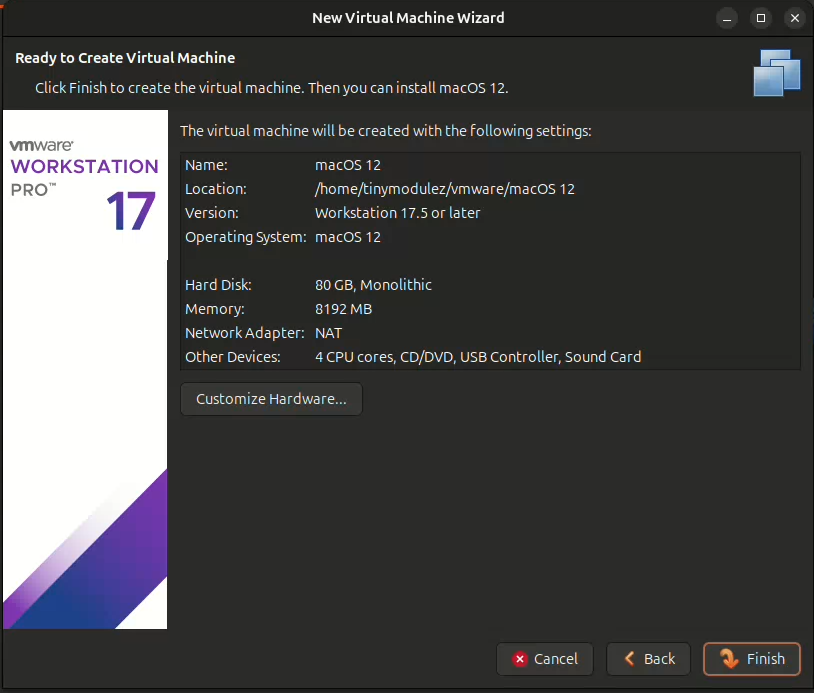 New Virtual Machine Wizard
Ready to Create Virtual Machine
Click Finish to create the virtual machine. Then you can install macOS 12.
vmware®
WORKSTATION
PRO™
17
The virtual machine will be created with the following settings:
Name: macOS 12
Location: /home/tinymodulez/vmware/macOS 12
Version: Workstation 17.5 or later
Operating System: macOS 12
Hard Disk: 80 GB, Monolithic
Memory: 8192 MB
Network Adapter: NAT
Other Devices: 4 CPU cores, CD/DVD, USB Controller, Sound Card
Customize Hardware...
Cancel Back Finish